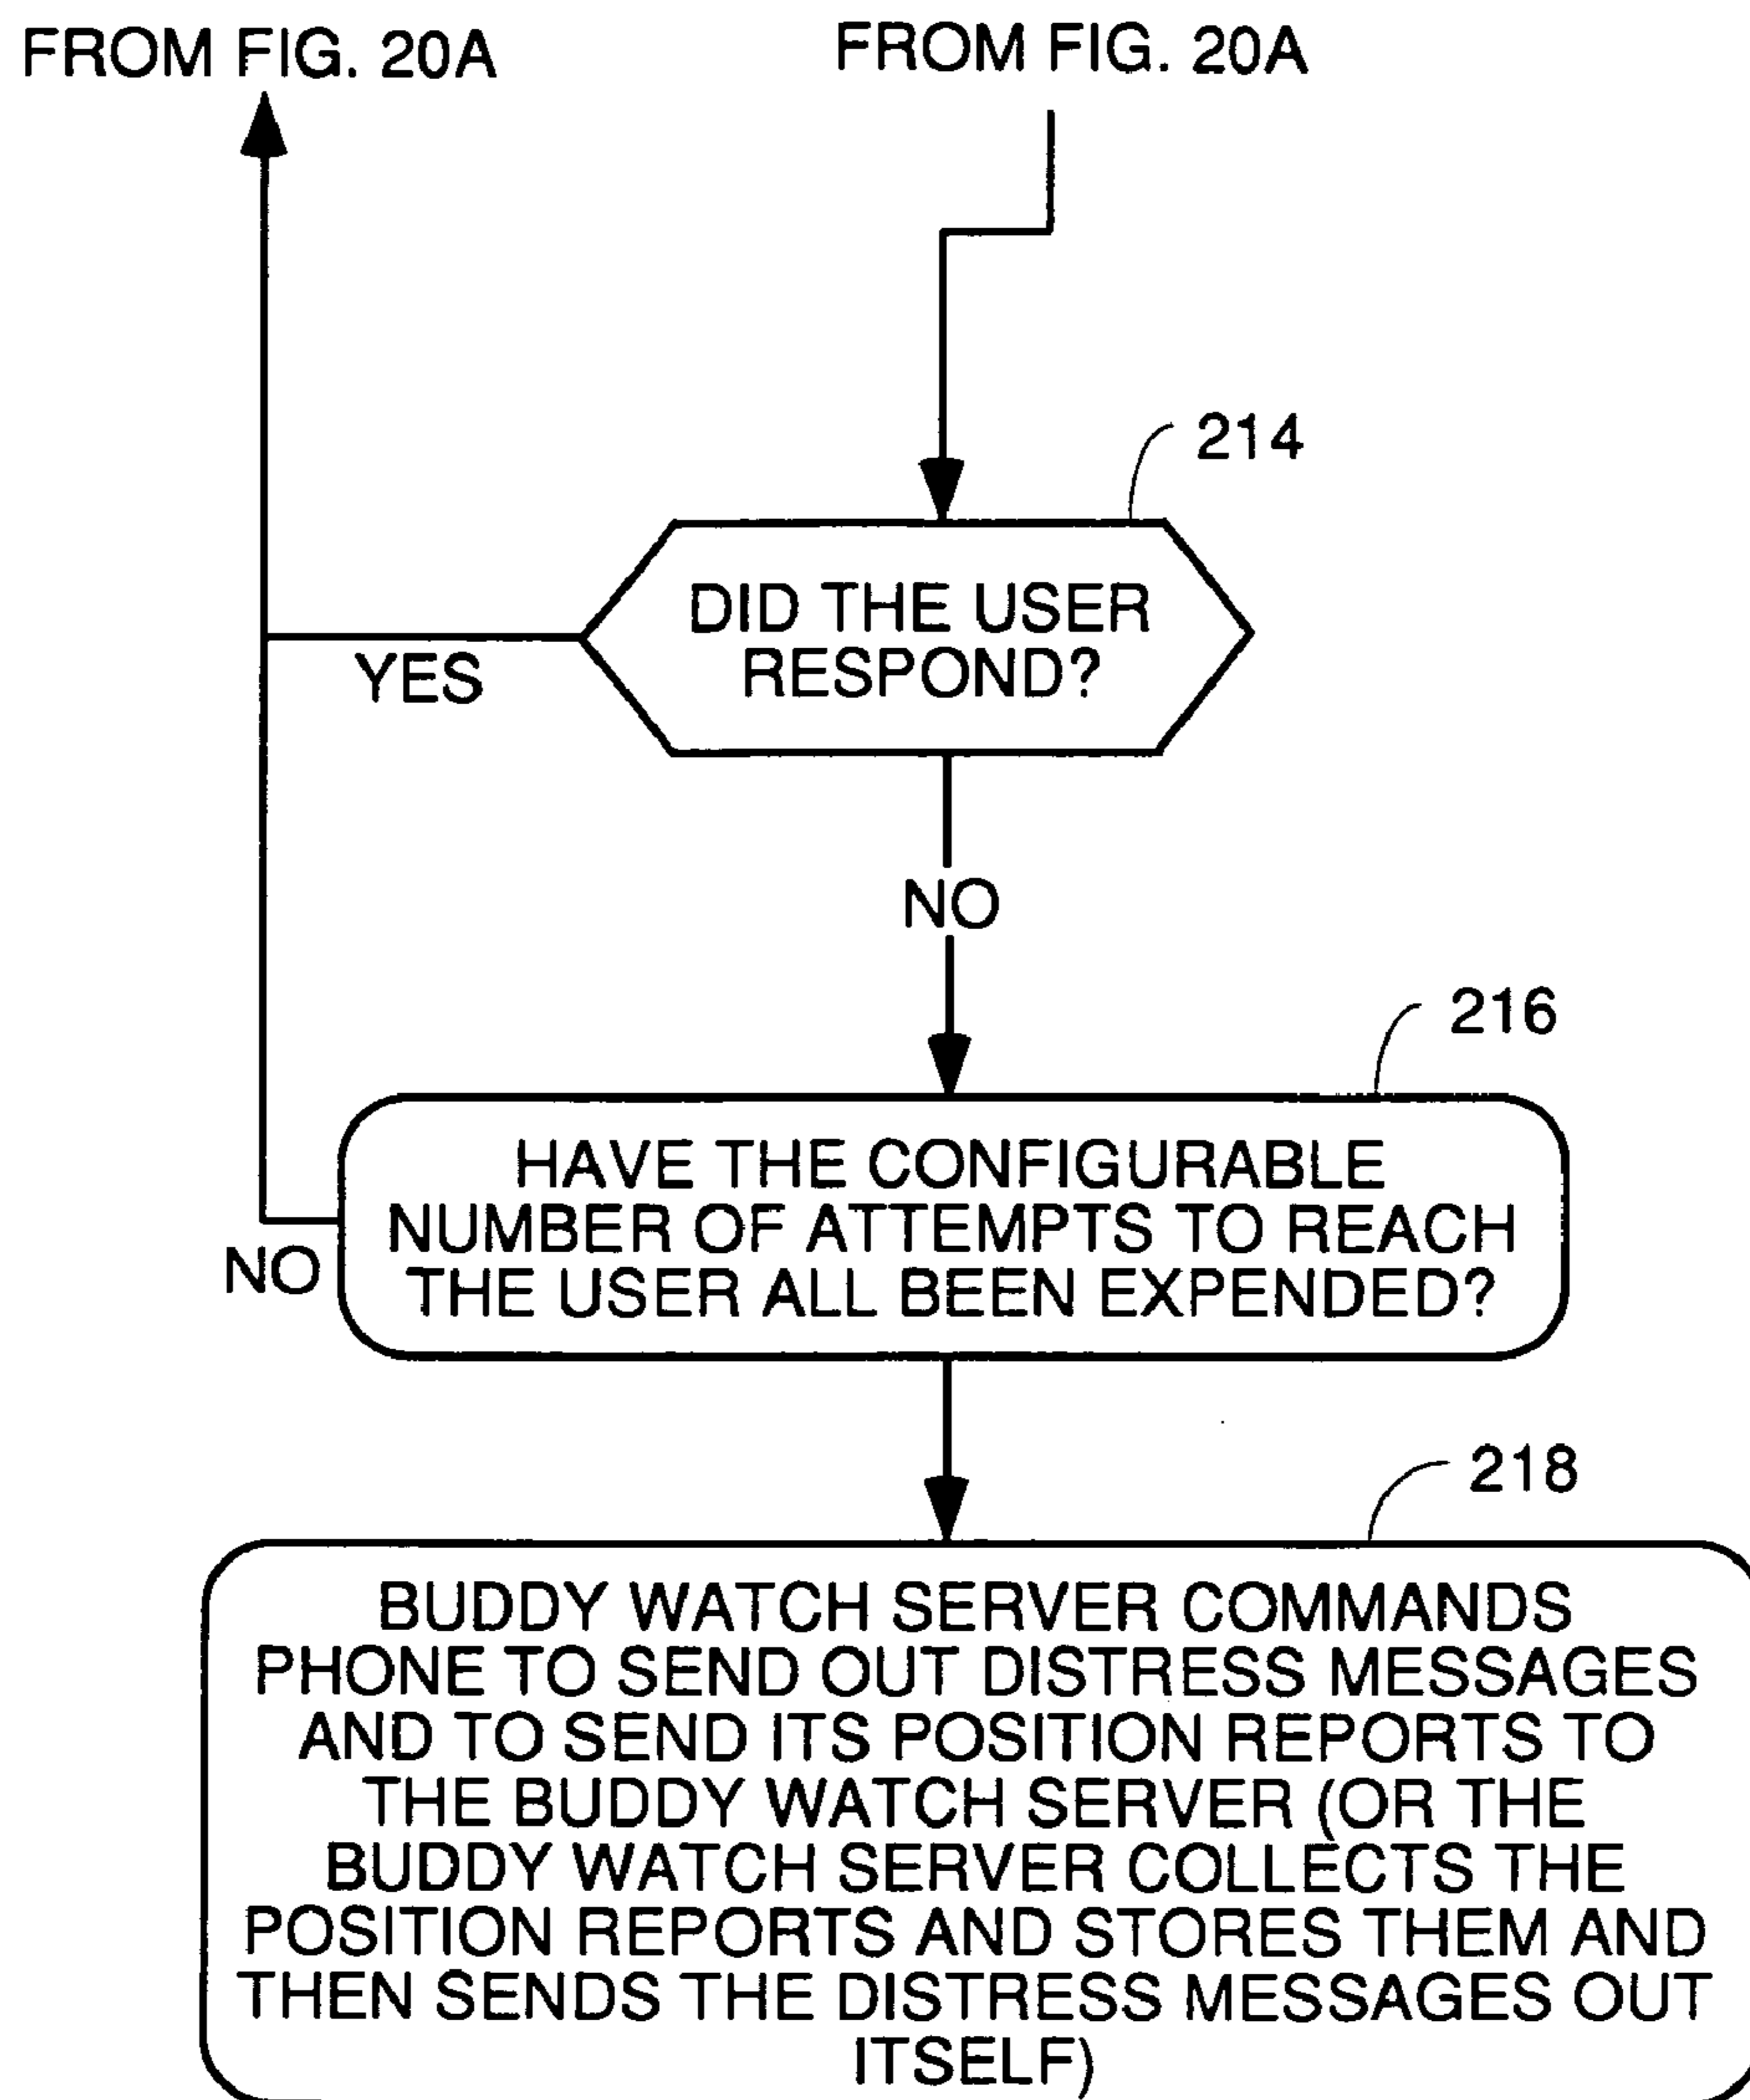 FROM FIG. 20A
FROM FIG. 20A
214
DID THE USER
RESPOND?
YES
NO
216
HAVE THE CONFIGURABLE
NUMBER OF ATTEMPTS TO REACH
THE USER ALL BEEN EXPENDED?
NO
218
BUDDY WATCH SERVER COMMANDS
PHONE TO SEND OUT DISTRESS MESSAGES
AND TO SEND ITS POSITION REPORTS TO
THE BUDDY WATCH SERVER (OR THE
BUDDY WATCH SERVER COLLECTS THE
POSITION REPORTS AND STORES THEM AND
THEN SENDS THE DISTRESS MESSAGES OUT
ITSELF)